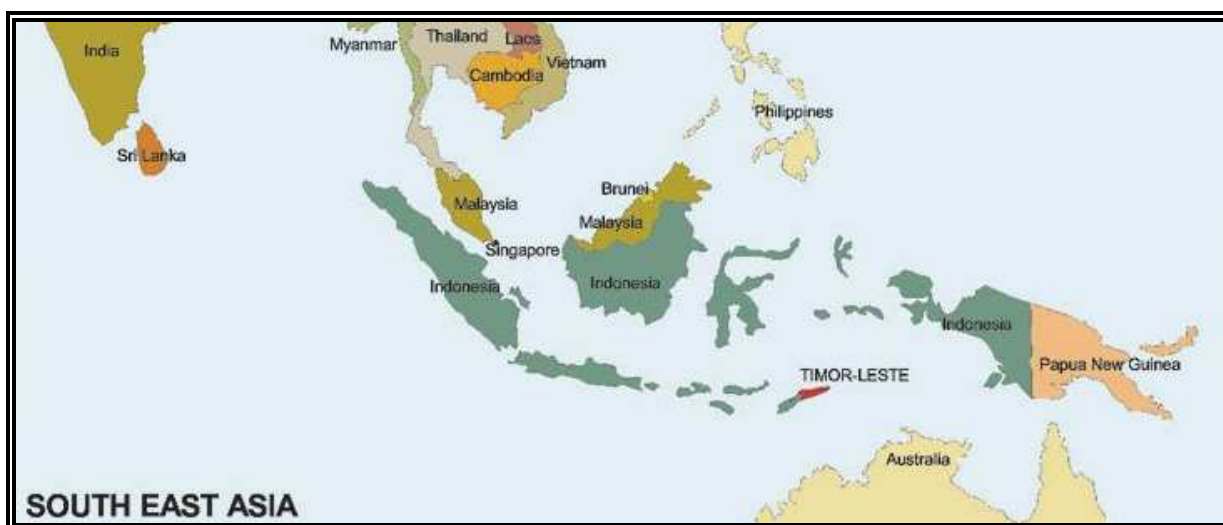 India
Myanmar
Thailand
Laos
Vietnam
Cambodia
Philippines
Sri Lanka
Brunei
Malaysia
Malaysia
Singapore
Indonesia
Indonesia
Indonesia
Papua New Guinea
TIMOR-LESTE
Australia
SOUTH EAST ASIA